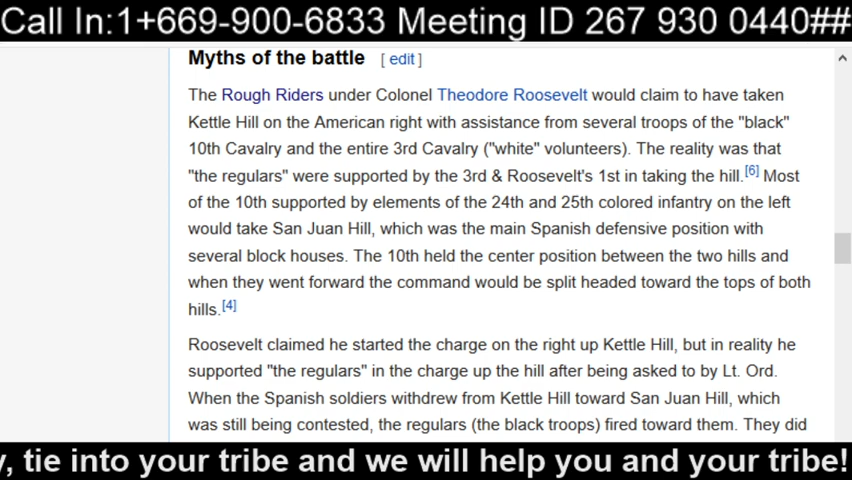 Call In:1+669-900-6833 Meeting ID 267 930 0440##
Myths of the battle [ edit ]
The Rough Riders under Colonel Theodore Roosevelt would claim to have taken
Kettle Hill on the American right with assistance from several troops of the "black"
10th Cavalry and the entire 3rd Cavalry ("white" volunteers). The reality was that
"the regulars" were supported by the 3rd & Roosevelt's 1st in taking the hill.[6] Most
of the 10th supported by elements of the 24th and 25th colored infantry on the left
would take San Juan Hill, which was the main Spanish defensive position with
several block houses. The 10th held the center position between the two hills and
when they went forward the command would be split headed toward the tops of both
hills.[4]
Roosevelt claimed he started the charge on the right up Kettle Hill, but in reality he
supported "the regulars" in the charge up the hill after being asked to by Lt. Ord.
When the Spanish soldiers withdrew from Kettle Hill toward San Juan Hill, which
was still being contested, the regulars (the black troops) fired toward them. They did
, tie into your tribe and we will help you and your tribe!